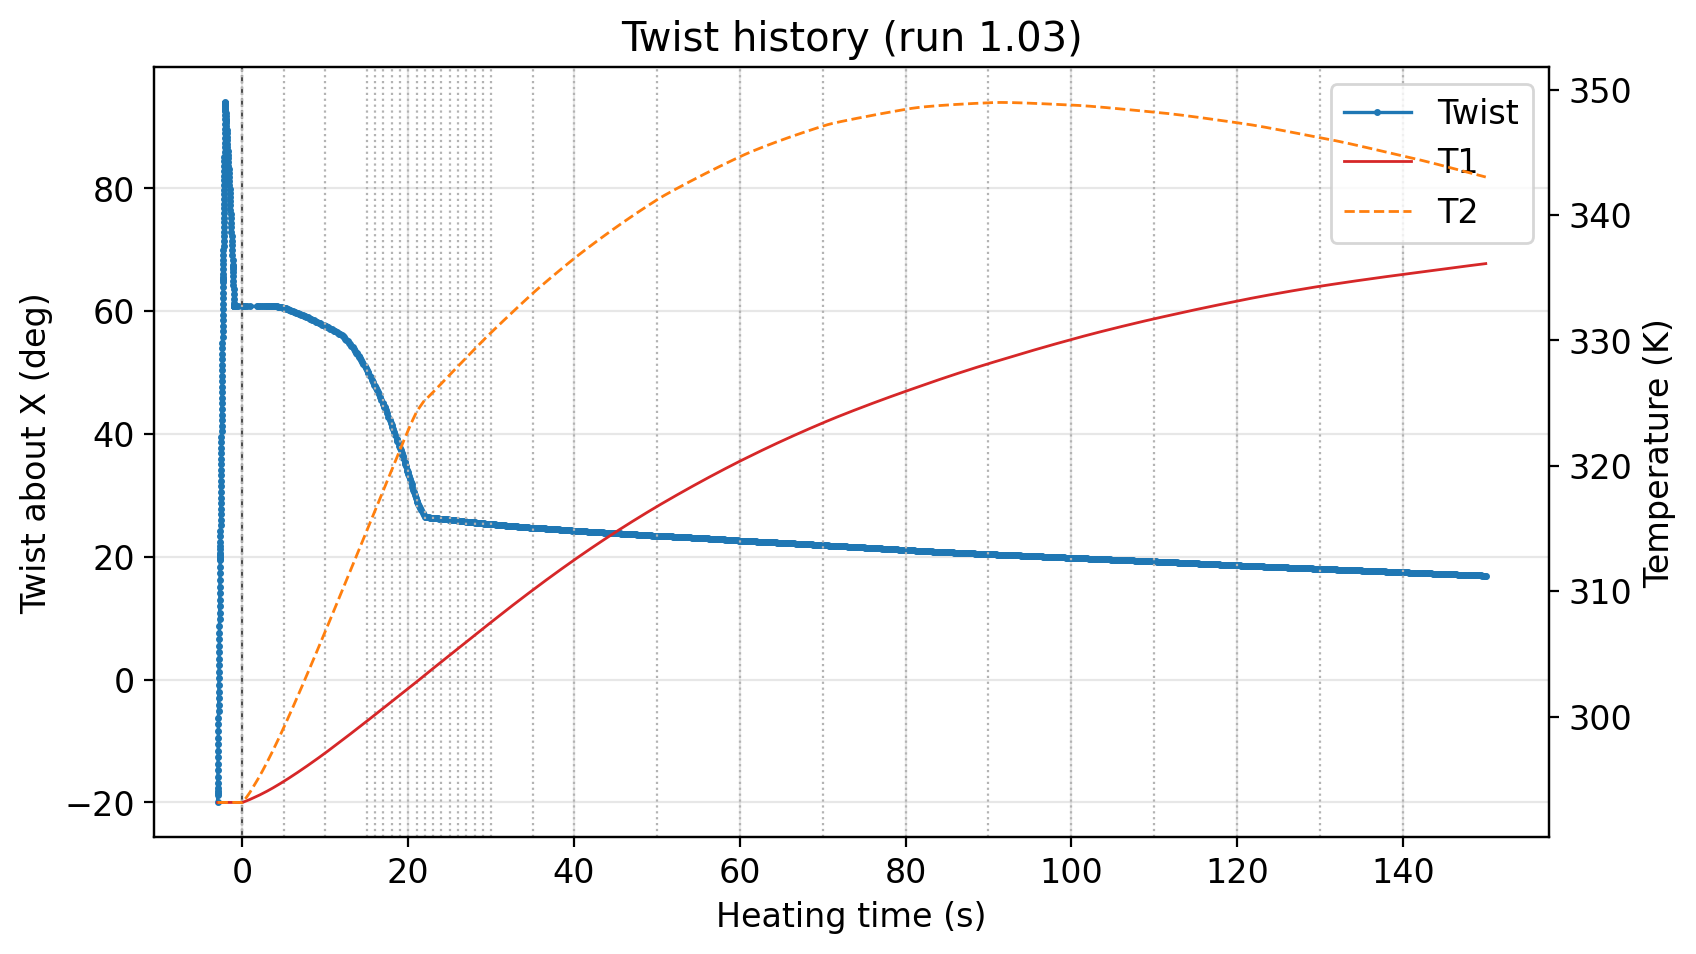 Twist history (run 1.03)
Twist
T1
T2
Twist about X (deg)
80
60
40
20
0
−20
350
340
330
320
310
300
Temperature (K)
0
20
40
60
80
100
120
140
Heating time (s)